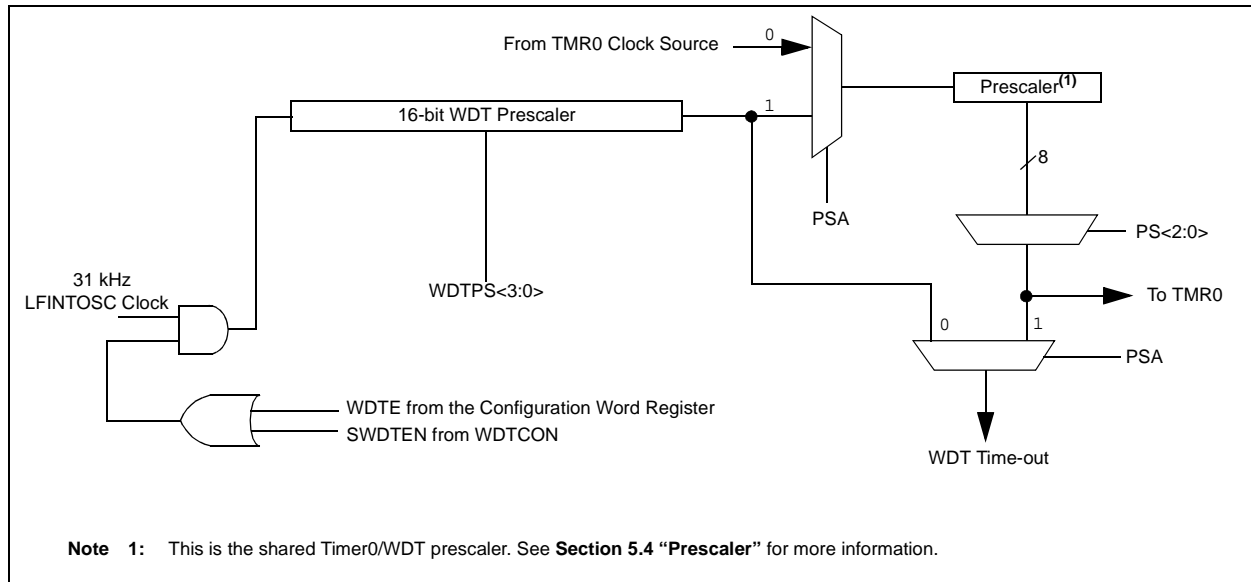 From TMR0 Clock Source
0
Prescaler(1)
16-bit WDT Prescaler
1
8
PSA
PS<2:0>
31 kHz
LFINTOSC Clock
WDTPS<3:0>
To TMR0
0
1
PSA
WDTE from the Configuration Word Register
SWDTEN from WDTCON
WDT Time-out
Note 1: This is the shared Timer0/WDT prescaler. See Section 5.4 “Prescaler” for more information.